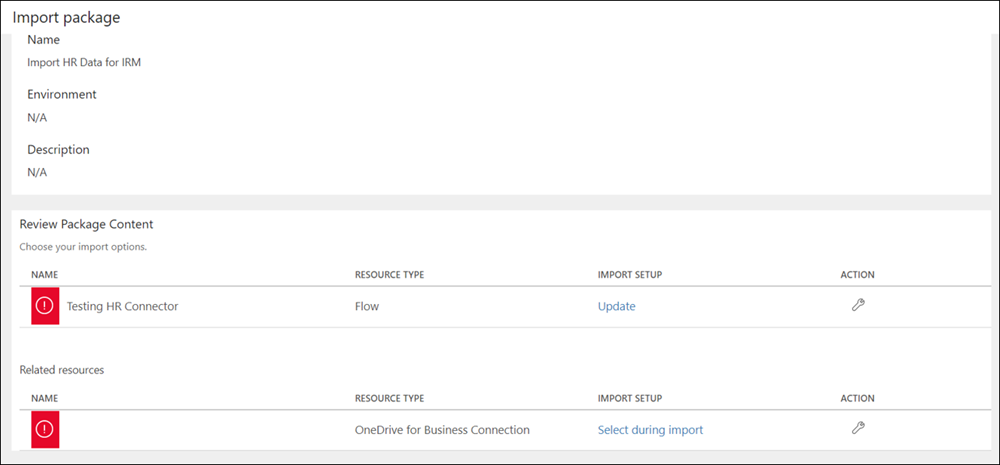 Import package
Name
Import HR Data for IRM
Environment
N/A
Description
N/A
Review Package Content
Choose your import options.
NAME RESOURCE TYPE IMPORT SETUP ACTION
Testing HR Connector Flow Update
Related resources
NAME RESOURCE TYPE IMPORT SETUP ACTION
OneDrive for Business Connection Select during import